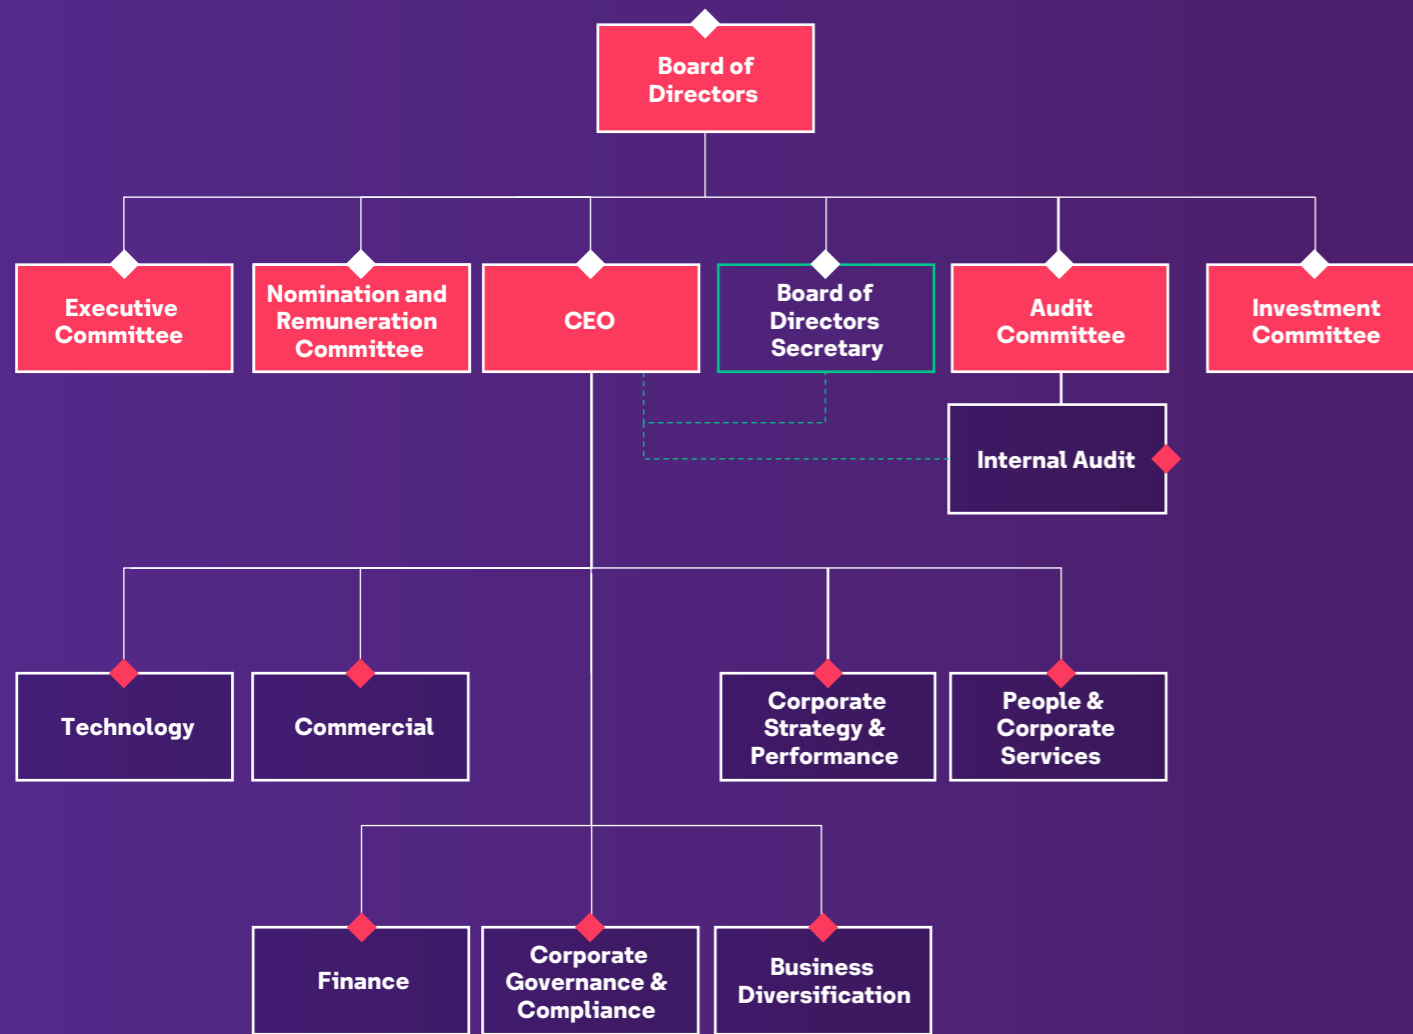 Board of
Directors
Executive
Committee
Nomination and
Remuneration
Committee
CEO
Board of
Directors
Secretary
Audit
Committee
Investment
Committee
Internal Audit
Technology
Commercial
Corporate
Strategy &
Performance
People &
Corporate
Services
Finance
Corporate
Governance &
Compliance
Business
Diversification